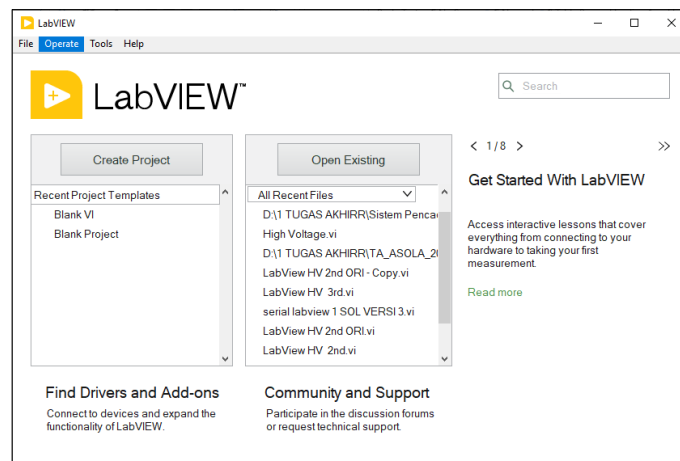 LabVIEW
File Operate Tools Help
LabVIEW™
Search
Create Project
Recent Project Templates
Blank VI
Blank Project
Open Existing
All Recent Files
D:\1 TUGAS AKHIRR\Sistem Penca
High Voltage.vi
D:\1 TUGAS AKHIRR\TA_ASOLA_20
LabView HV 2nd ORI - Copy.vi
LabView HV 3rd.vi
serial labview 1 SOL VERSI 3.vi
LabView HV 2nd ORI.vi
LabView HV 2nd.vi
< 1/8 > >>
Get Started With LabVIEW
Access interactive lessons that cover
everything from connecting to your
hardware to taking your first
measurement.
Read more
Find Drivers and Add-ons
Connect to devices and expand the
functionality of LabVIEW.
Community and Support
Participate in the discussion forums
or request technical support.